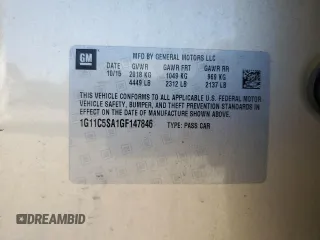 GM
MFD BY GENERAL MOTORS LLC
DATE GVWR GAWR FRT GAWR RR
10/15 2018 KG 1049 KG 969 KG
4449 LB 2312 LB 2137 LB
THIS VEHICLE CONFORMS TO ALL APPLICABLE U.S. FEDERAL
VEHICLE SAFETY, BUMPER, AND THEFT PREVENTION STANDARDS
IN EFFECT ON THE DATE OF MANUFACTURE SHOWN ABOVE.
1G11C5SA1GF147846 TYPE: PASS CAR
DREAMBID